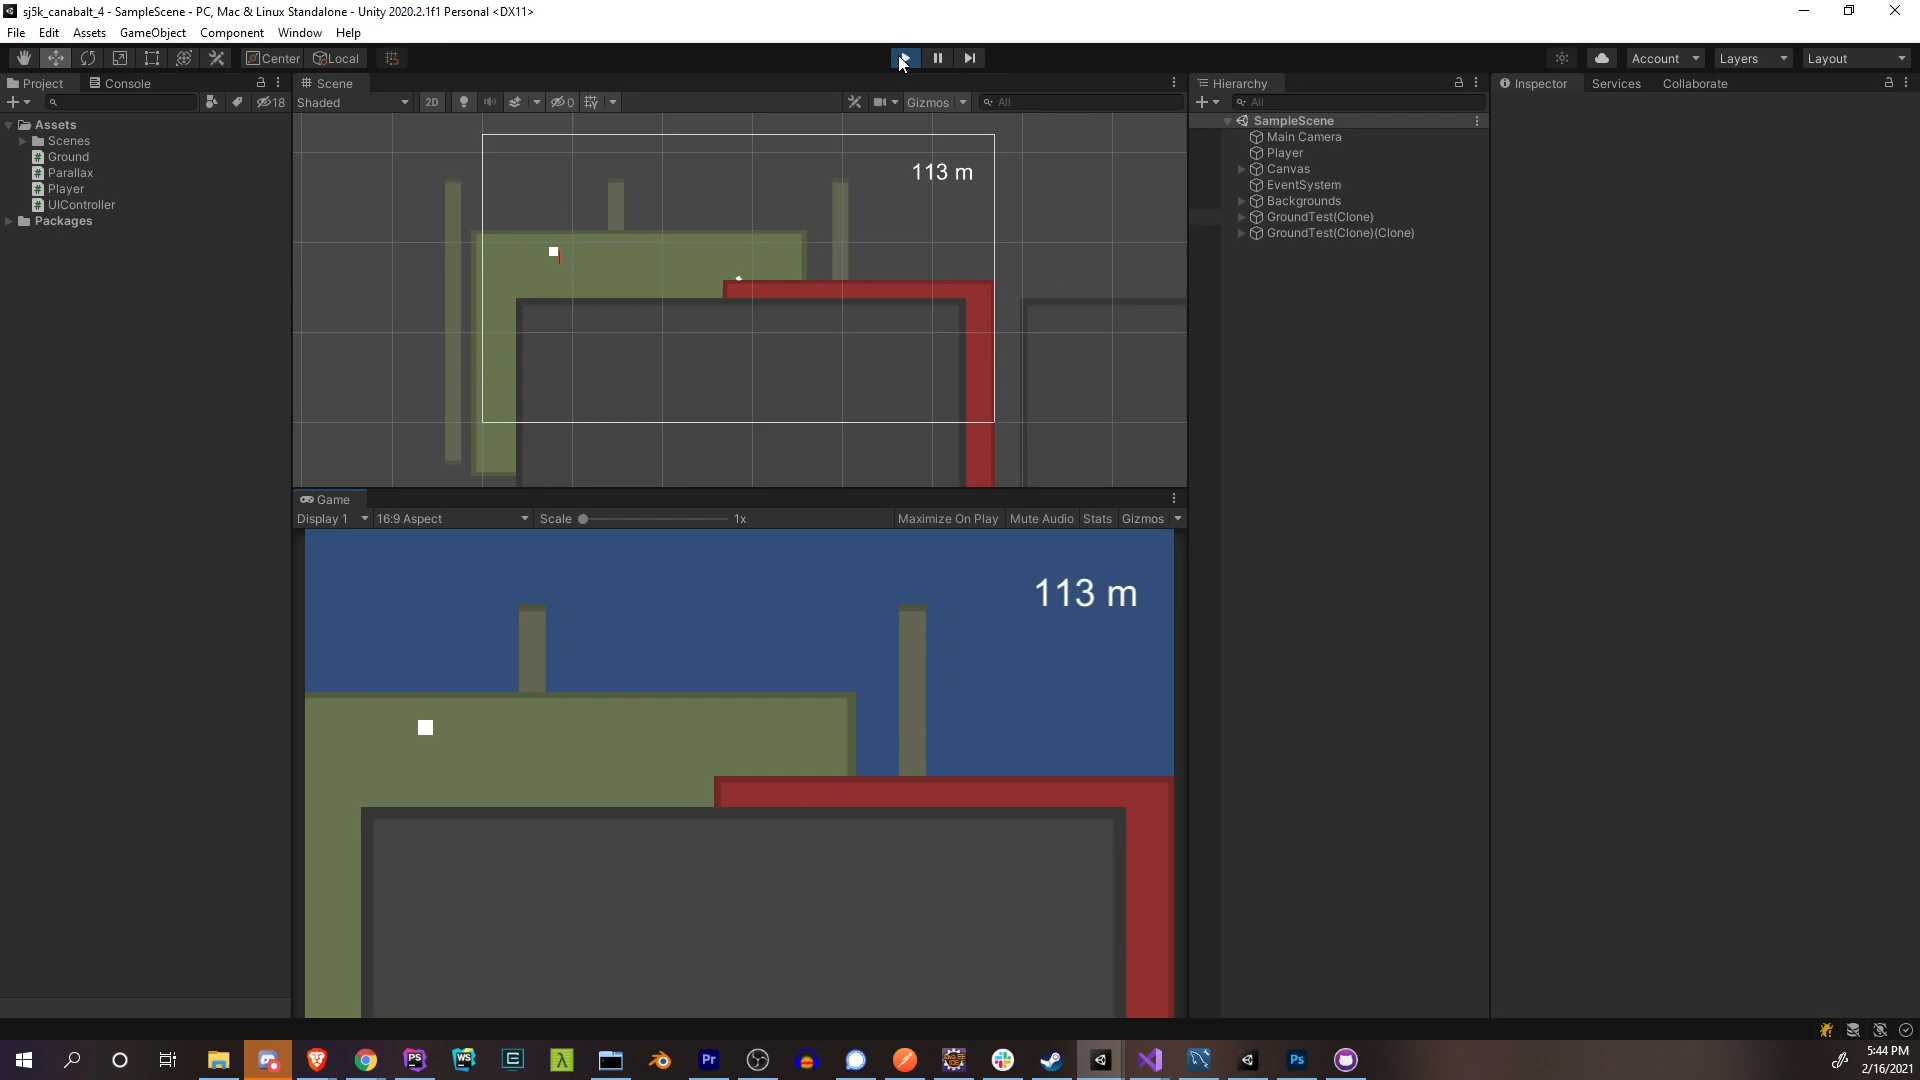 sj5k_canabalt_4 - SampleScene - PC, Mac & Linux Standalone - Unity 2020.2.1f1 Personal <DX11>
File Edit Assets GameObject Component Window Help
Center Local Account Layers Layout
Project Console
18
Assets
Scenes
Ground
Parallax
Player
UIController
Packages
Scene
Shaded 2D 0 Gizmos All
113 m
Game
Display 1 16:9 Aspect Scale 1x Maximize On Play Mute Audio Stats Gizmos
113 m
Hierarchy
All
SampleScene
Main Camera
Player
Canvas
EventSystem
Backgrounds
GroundTest(Clone)
GroundTest(Clone)(Clone)
Inspector Services Collaborate
PS WS Pr Ps
5:44 PM
2/16/2021